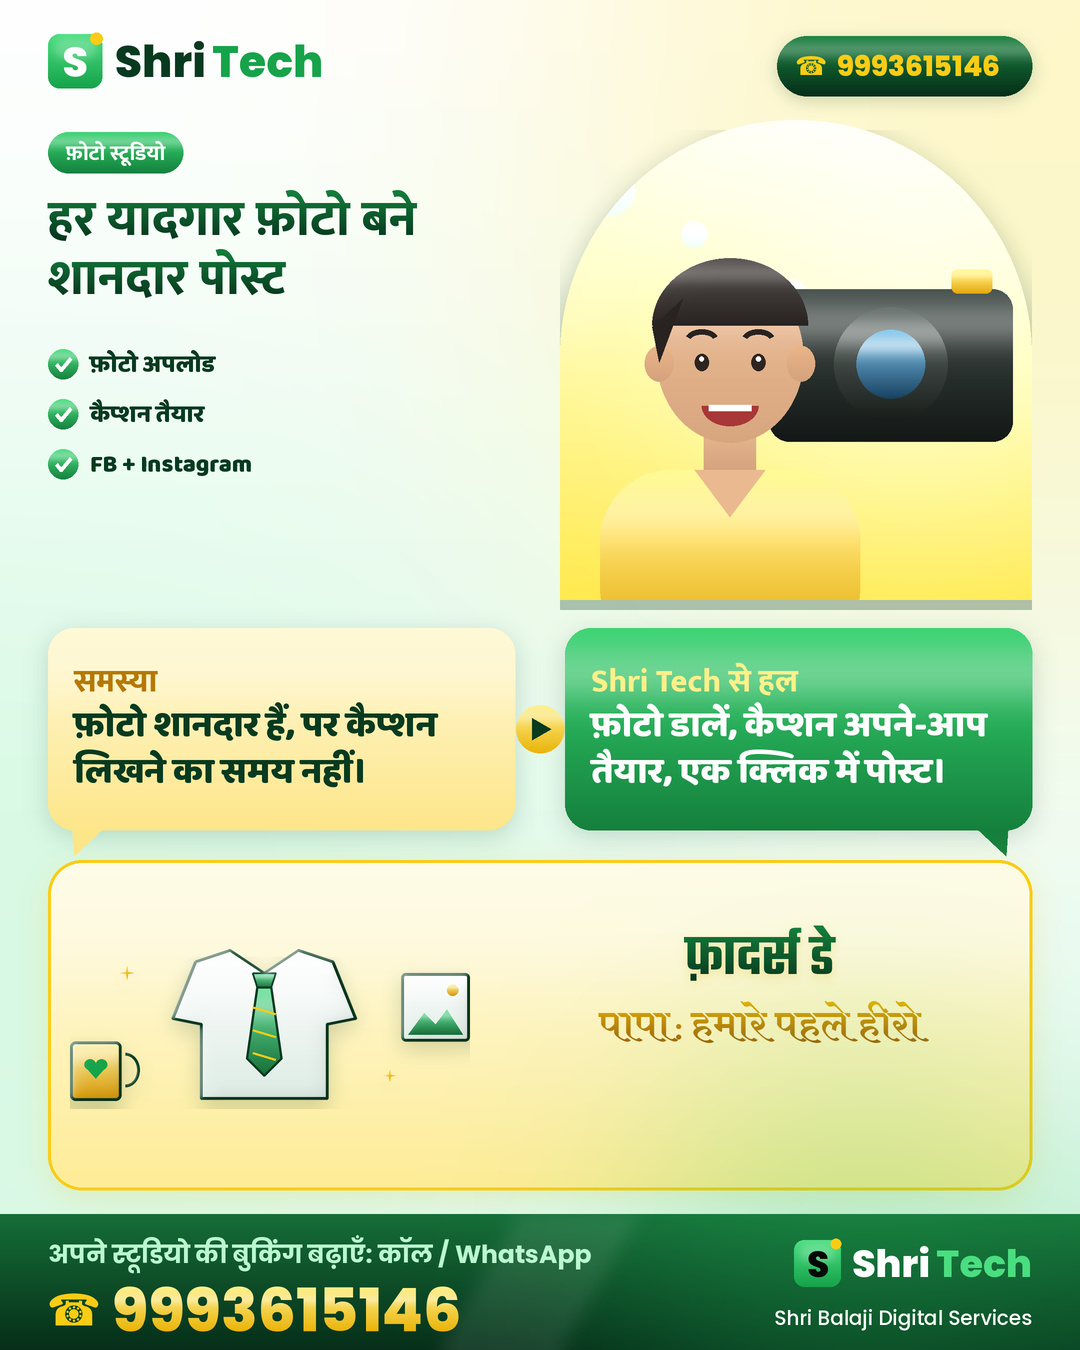 S Shri Tech
☎ 9993615146
फ़ोटो स्टूडियो
हर यादगार फ़ोटो बने
शानदार पोस्ट
फ़ोटो अपलोड
कैप्शन तैयार
FB + Instagram
समस्या
फ़ोटो शानदार हैं, पर कैप्शन
लिखने का समय नहीं।
Shri Tech से हल
फ़ोटो डालें, कैप्शन अपने-आप
तैयार, एक क्लिक में पोस्ट।
फ़ादर्स डे
पापा: हमारे पहले हीरो
अपने स्टूडियो की बुकिंग बढ़ाएँ: कॉल / WhatsApp
☎ 9993615146
S Shri Tech
Shri Balaji Digital Services